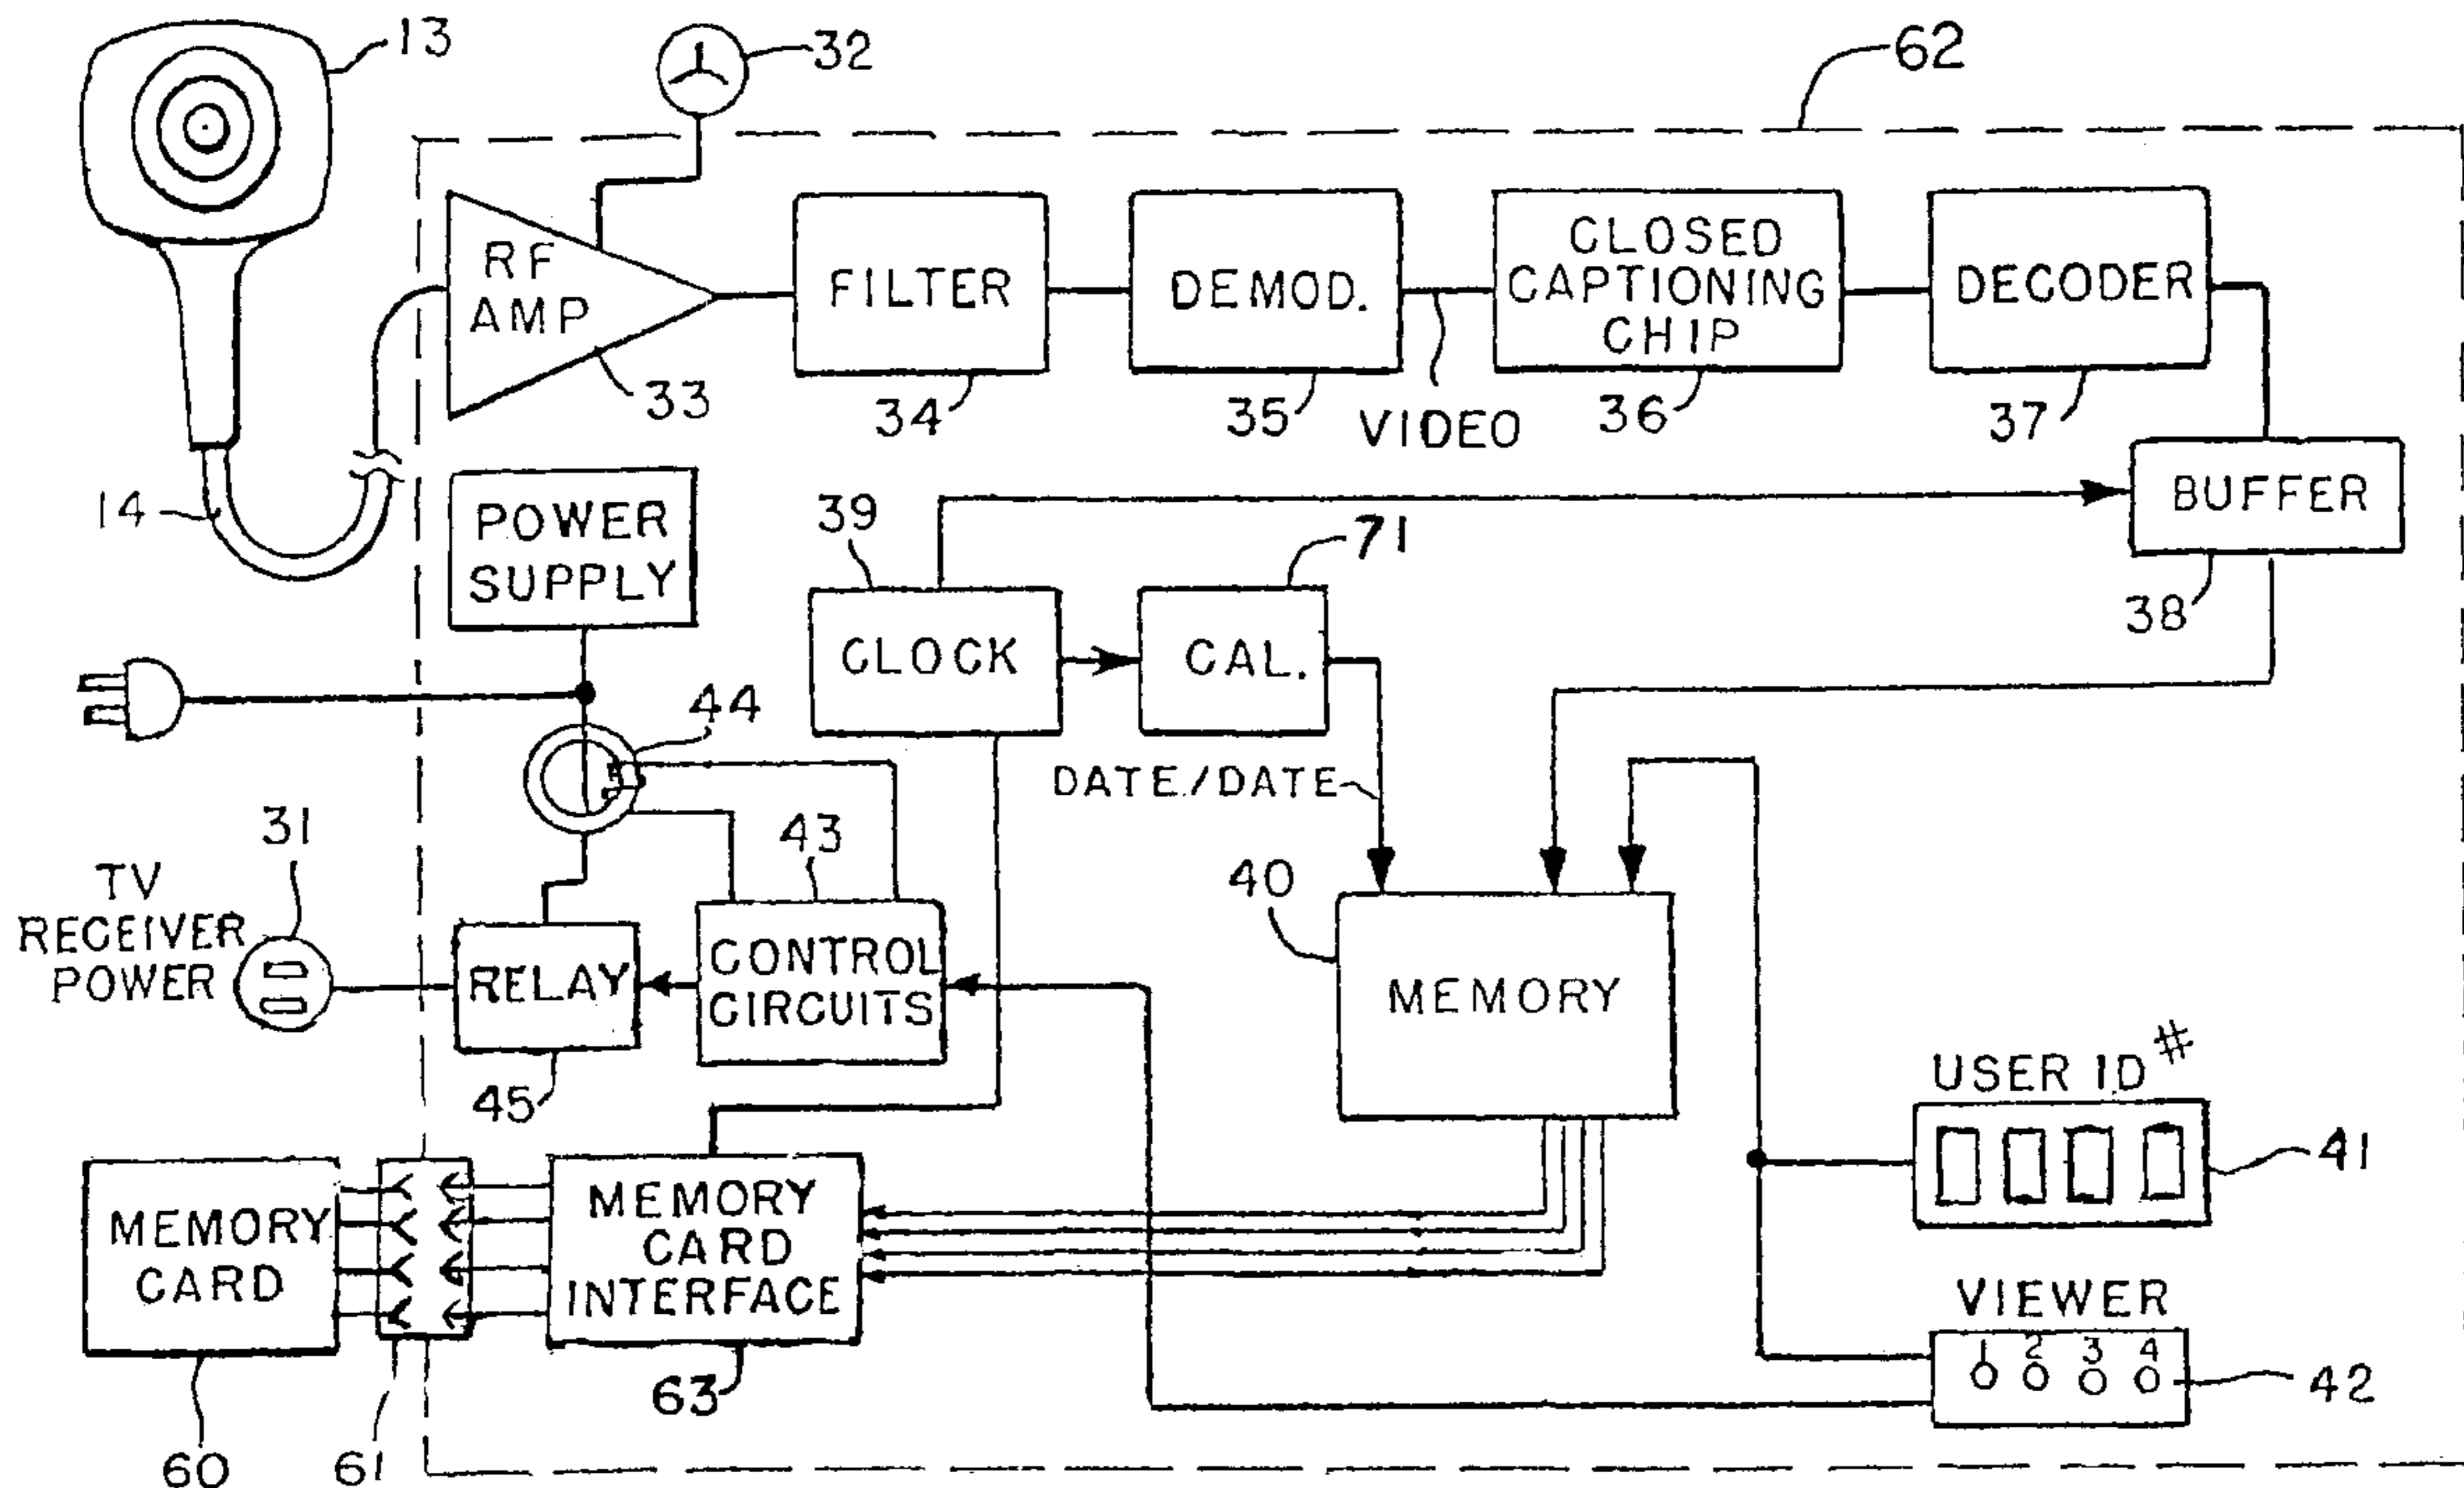 13
32
62
RF
AMP
33
FILTER
34
DEMOD.
35
VIDEO
CLOSED
CAPTIONING
CHIP
36
DECODER
37
14
POWER
SUPPLY
39
CLOCK
71
CAL.
BUFFER
38
44
DATE/DATE
31
TV
RECEIVER
POWER
43
RELAY
45
CONTROL
CIRCUITS
40
MEMORY
USER ID #
41
MEMORY
CARD
60
61
MEMORY
CARD
INTERFACE
63
VIEWER
1 2 3 4
42